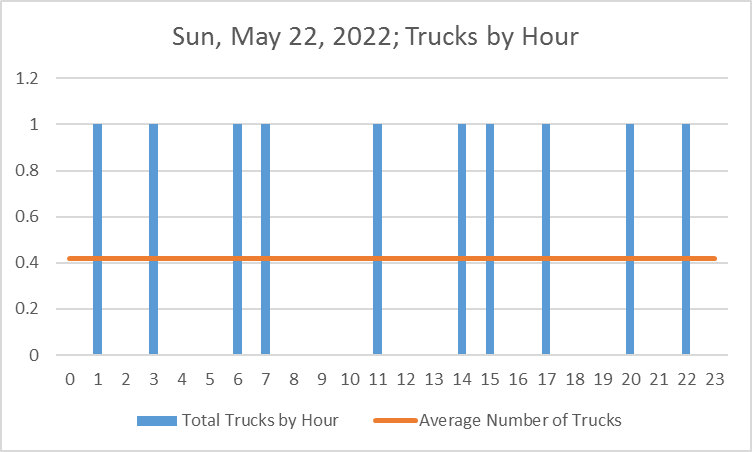 Sun, May 22, 2022; Trucks by Hour
1.2
1
0.8
0.6
0.4
0.2
0
0 1 2 3 4 5 6 7 8 9 10 11 12 13 14 15 16 17 18 19 20 21 22 23
Total Trucks by Hour Average Number of Trucks